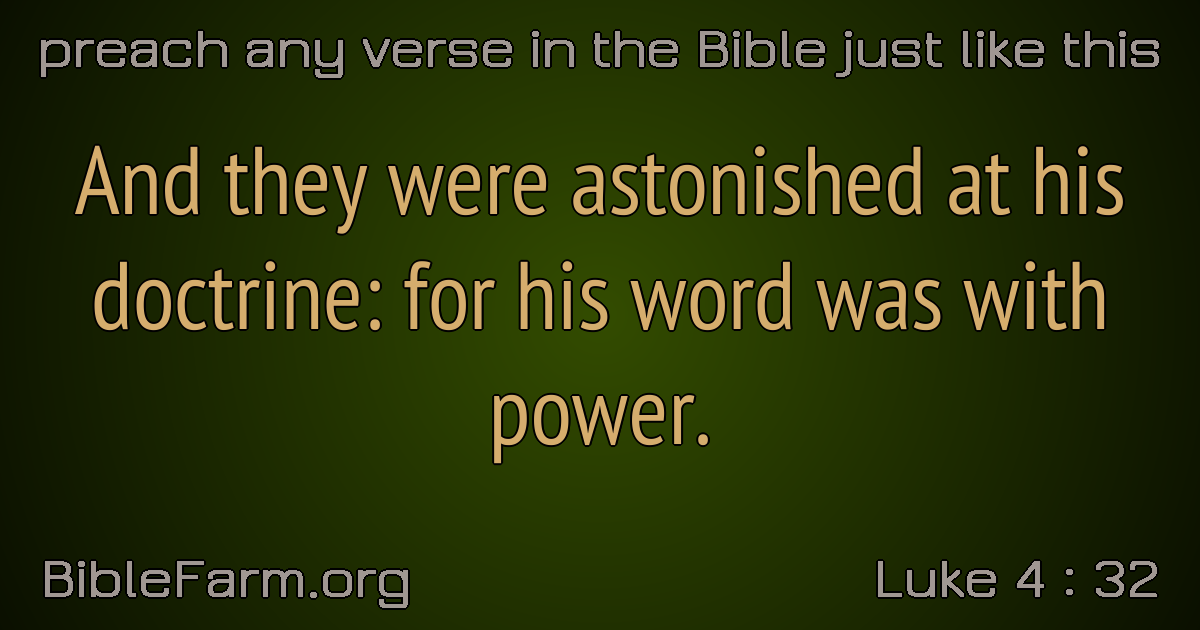 preach any verse in the Bible just like this
And they were astonished at his
doctrine: for his word was with
power.
BibleFarm.org
Luke 4 : 32